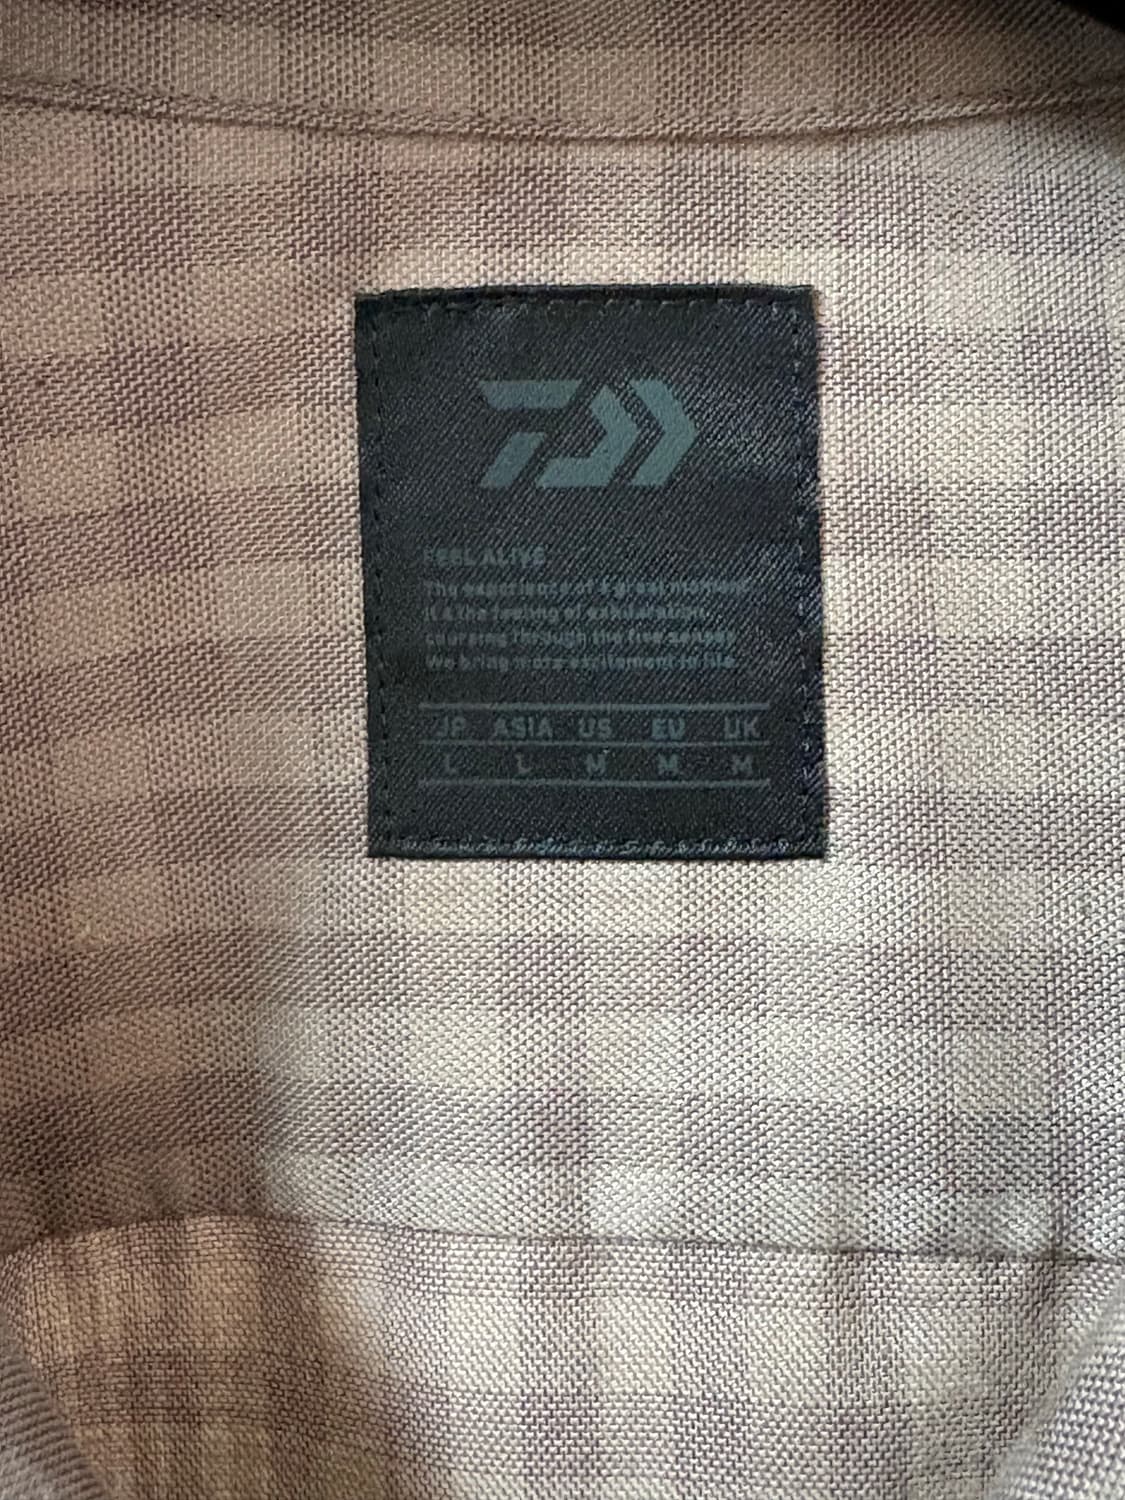 FEEL ALIVE
The experience of a great moment
It's the feeling of exhilaration,
supreme through the five senses.
We bring more excitement to life.
JP ASIA US EU UK
L L M M M